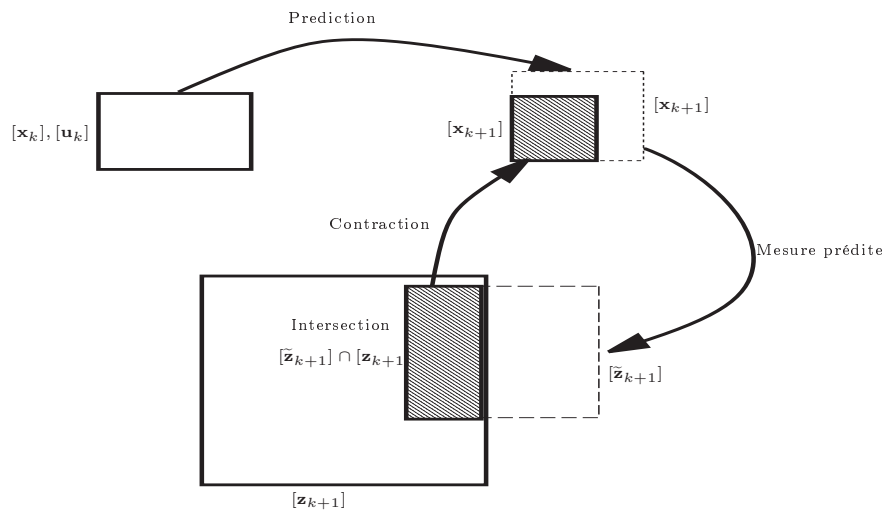 Prediction
[x_k], [u_k]
[x_{k+1}]
[x_{k+1}]
Contraction
Mesure prédite
Intersection
[z̃_{k+1}] ∩ [z_{k+1}
[z̃_{k+1}]
[z_{k+1}]